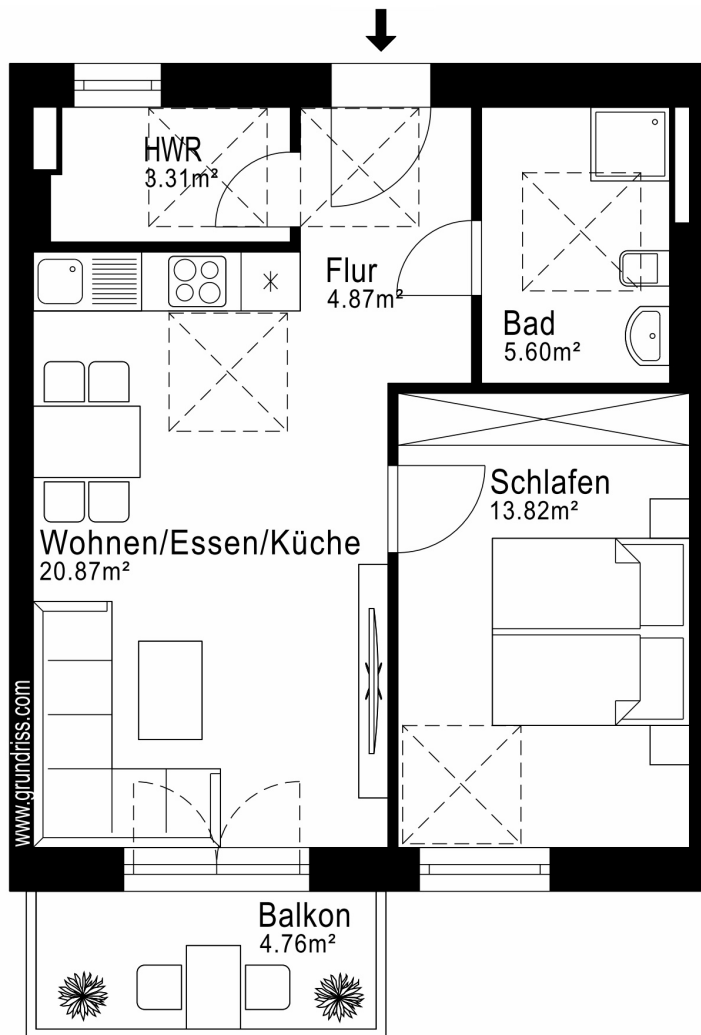 HWR
3.31m²
Flur
4.87m²
Bad
5.60m²
Schlafen
13.82m²
Wohnen/Essen/Küche
20.87m²
www.grundriss.com
Balkon
4.76m²